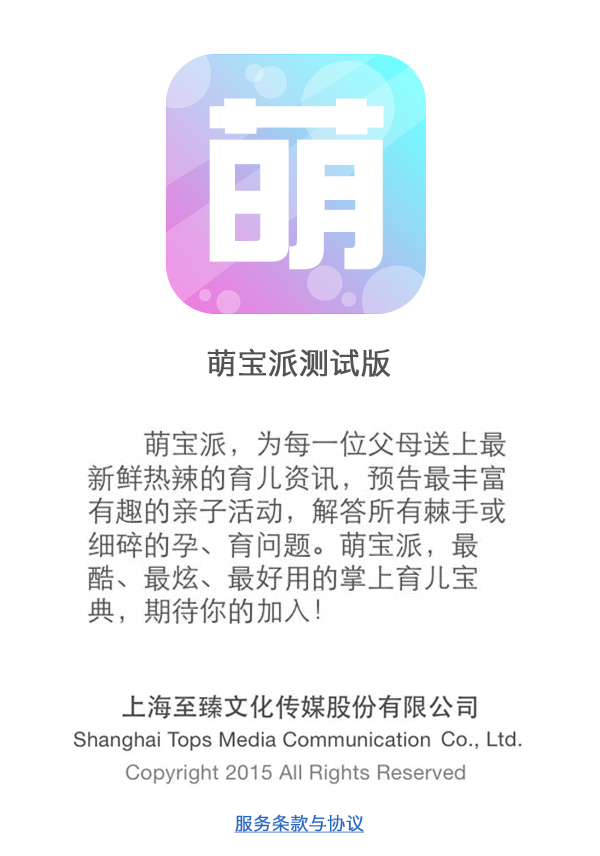 萌
萌宝派测试版
萌宝派，为每一位父母送上最
新鲜热辣的育儿资讯，预告最丰富
有趣的亲子活动，解答所有棘手或
细碎的孕、育问题。萌宝派，最
酷、最炫、最好用的掌上育儿宝
典，期待你的加入！
上海至臻文化传媒股份有限公司
Shanghai Tops Media Communication Co., Ltd.
Copyright 2015 All Rights Reserved
服务条款与协议